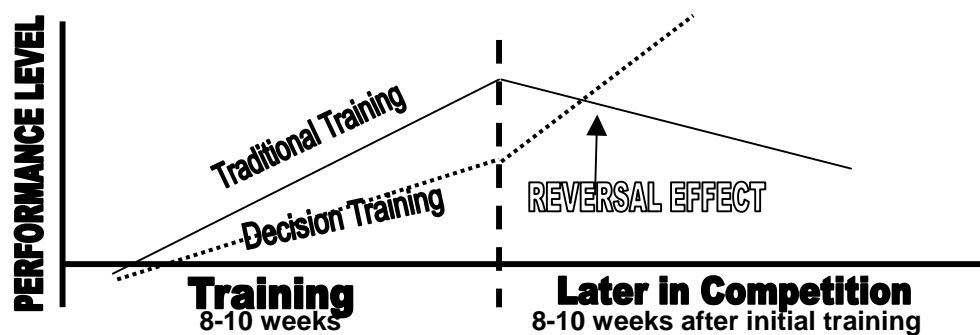 PERFORMANCE LEVEL
Traditional Training
Decision Training
REVERSAL EFFECT
Training
8-10 weeks
Later in Competition
8-10 weeks after initial training